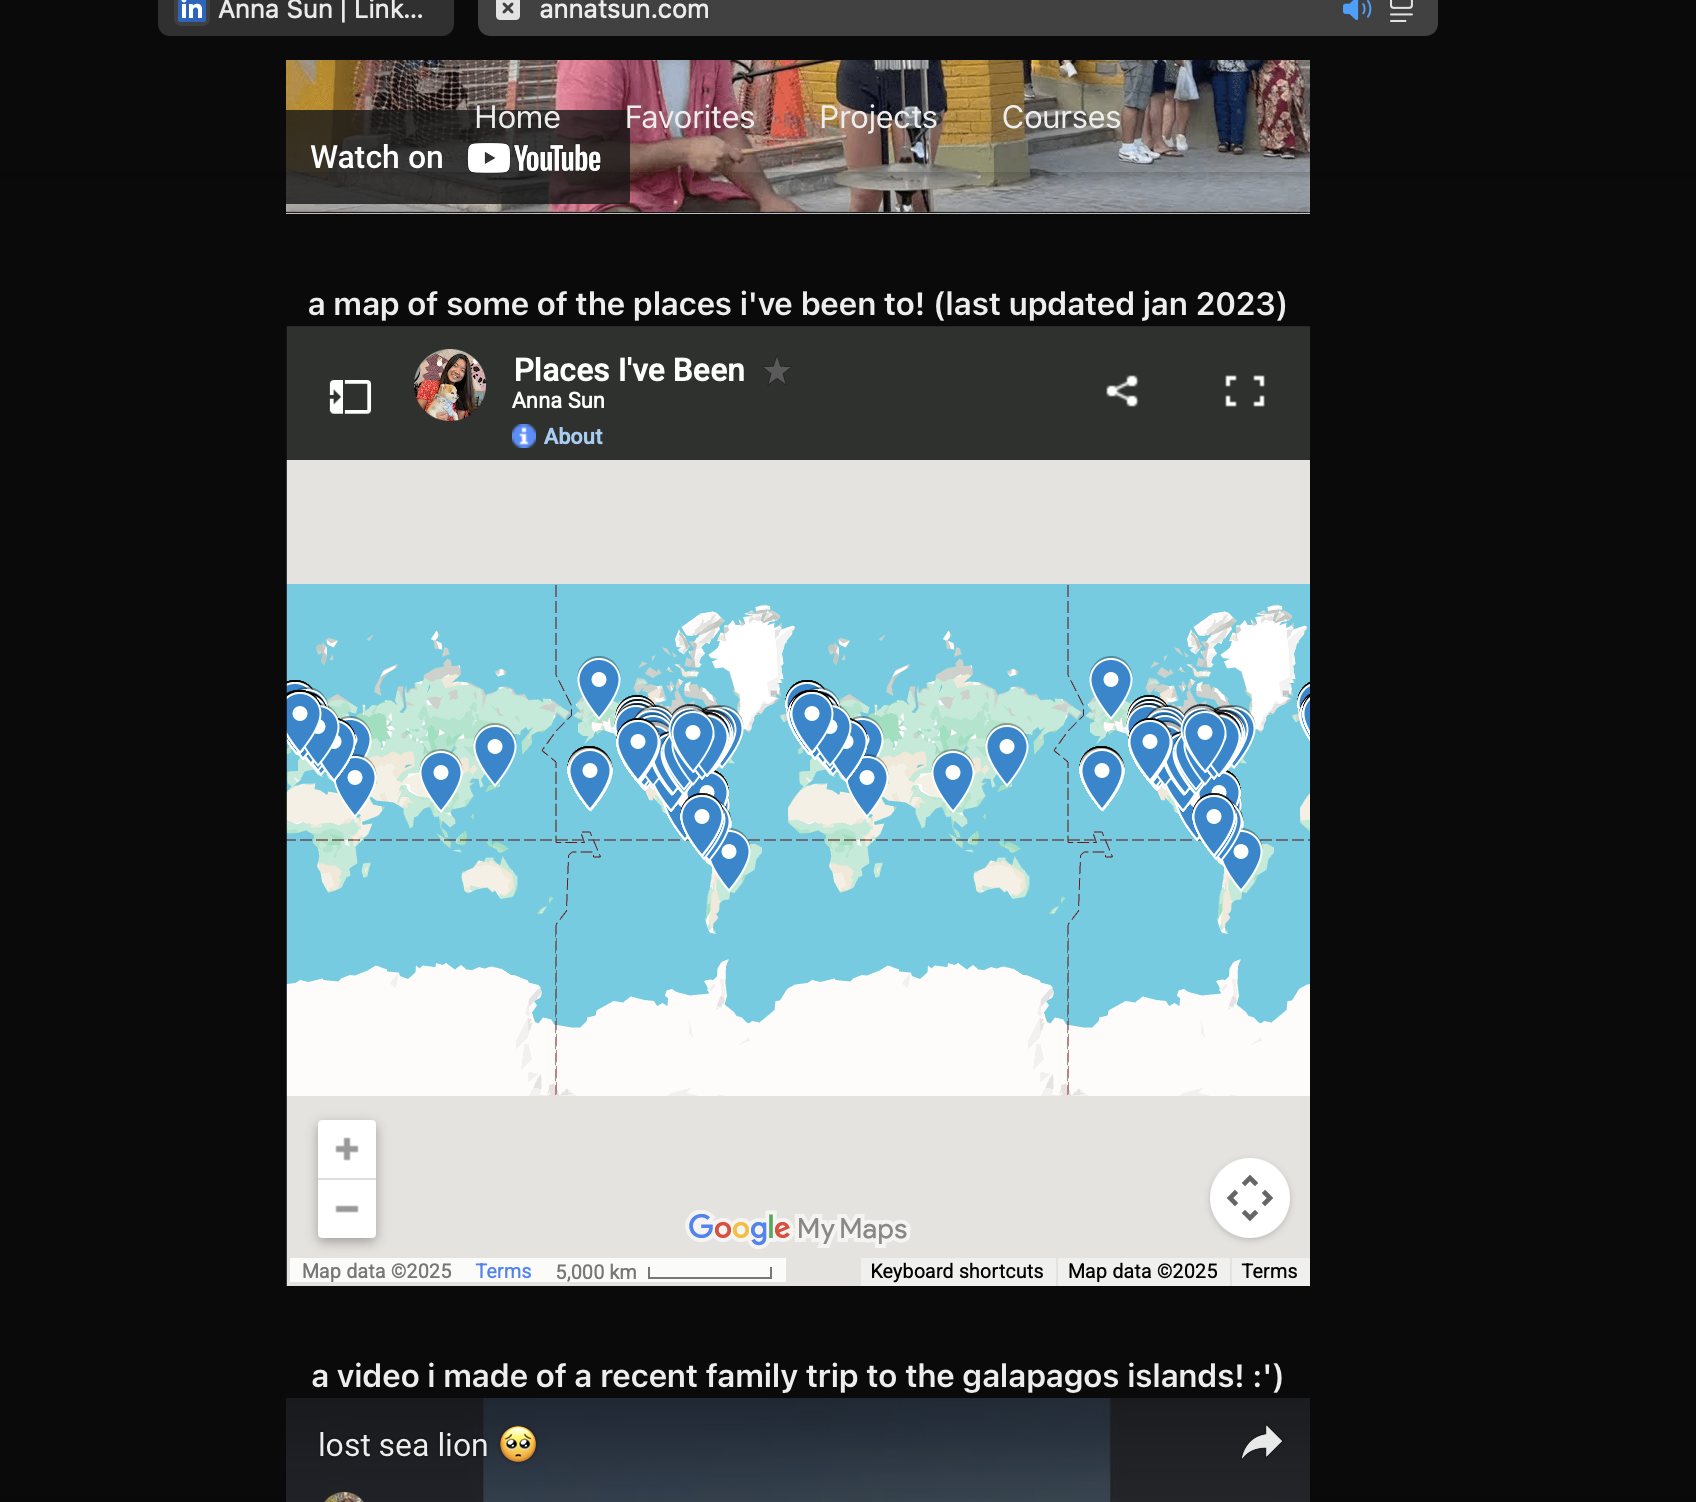 in Anna Sun | Link...
annatsun.com
Home Favorites Projects Courses
Watch on YouTube
a map of some of the places i've been to! (last updated jan 2023)
Places I've Been
Anna Sun
i About
Google My Maps
Map data ©2025 Terms 5,000 km Keyboard shortcuts Map data ©2025 Terms
a video i made of a recent family trip to the galapagos islands! :')
lost sea lion 🥺